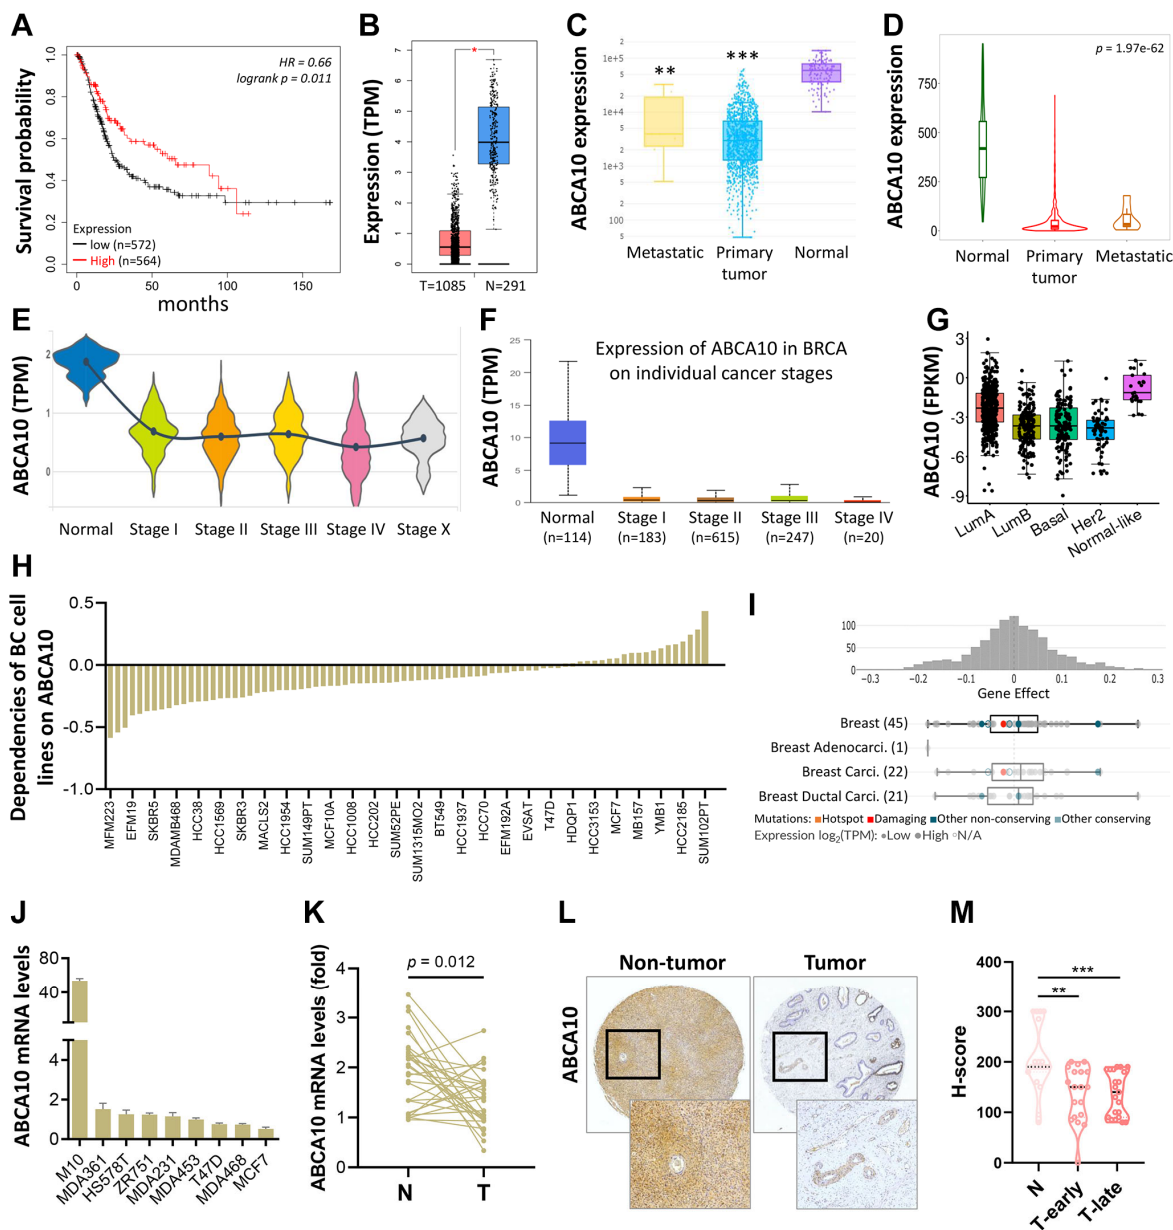 A
Survival probability
1.0
0.8
0.6
0.4
0.2
0.0
HR = 0.66
logrank p = 0.011
Expression
low (n=572)
High (n=564)
0
50
100
150
months
B
Expression (TPM)
7
6
5
4
3
2
1
0
*
T=1085
N=291
C
ABCA10 expression
2
1e+5
5
2
1e+4
5
2
1e+3
5
2
100
5
**
***
Metastatic
Primary
tumor
Normal
D
ABCA10 expression
750
500
250
0
p = 1.97e-62
Normal
Primary
tumor
Metastatic
E
ABCA10 (TPM)
2
1
0
Normal
Stage I
Stage II
Stage III
Stage IV
Stage X
F
ABCA10 (TPM)
25
20
15
10
5
0
Expression of ABCA10 in BRCA
on individual cancer stages
Normal
(n=114)
Stage I
(n=183)
Stage II
(n=615)
Stage III
(n=247)
Stage IV
(n=20)
G
ABCA10 (FPKM)
3
0
-3
-6
-9
LumA
LumB
Basal
Her2
Normal-like
H
Dependencies of BC cell
lines on ABCA10
0.5
0.0
-0.5
-1.0
MFM223
EFM19
SKBR5
MDAMB468
HCC38
HCC1569
SKBR3
MACLS2
HCC1954
SUM149PT
MCF10A
HCC1008
HCC202
SUM52PE
SUM1315MO2
BT549
HCC1937
HCC70
EFM192A
EVSAT
T47D
HDQP1
HCC3153
MCF7
MB157
YMB1
HCC2185
SUM102PT
I
100
50
0
−0.3
−0.2
−0.1
0
0.1
0.2
0.3
Gene Effect
Breast (45)
Breast Adenocarci. (1)
Breast Carci. (22)
Breast Ductal Carci. (21)
Mutations: Hotspot Damaging Other non-conserving Other conserving
Expression log2(TPM): Low High N/A
J
ABCA10 mRNA levels
80
40
4
2
0
M10
MDA361
HS578T
ZR751
MDA231
MDA453
T47D
MDA468
MCF7
K
ABCA10 mRNA levels (fold)
4
3
2
1
0
p = 0.012
N
T
L
Non-tumor
Tumor
ABCA10
M
H-score
400
300
200
100
0
***
**
N
T-early
T-late